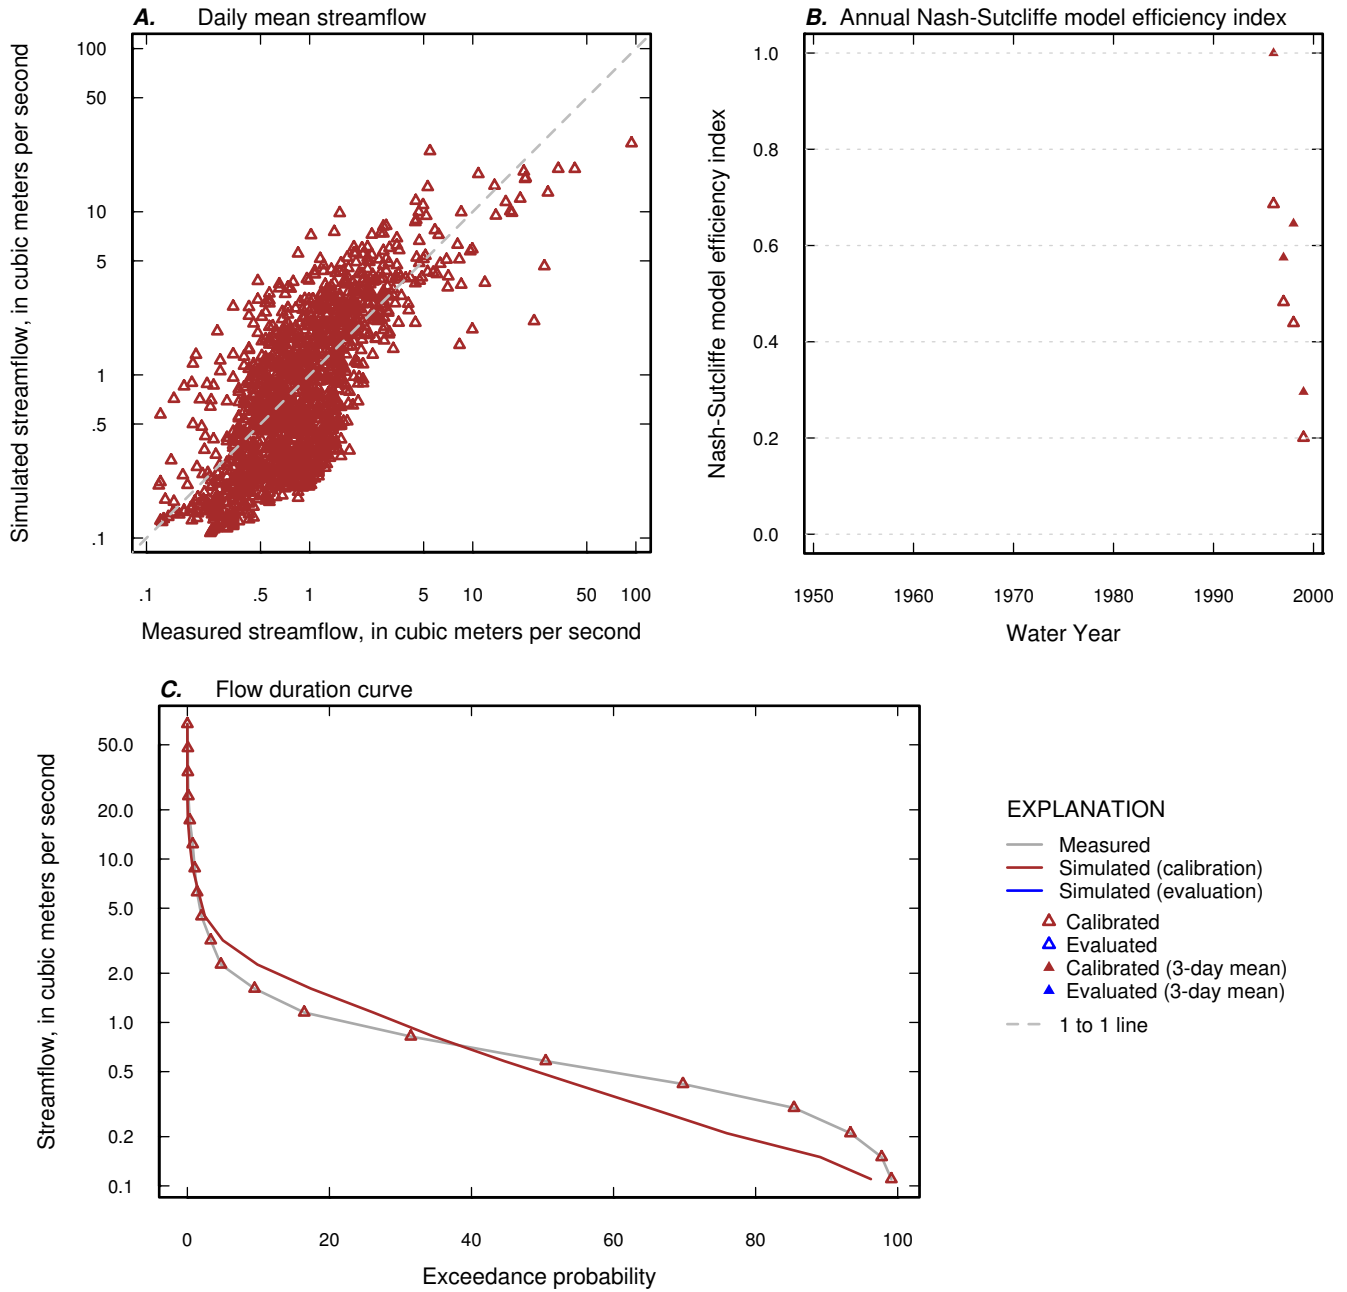 A. Daily mean streamflow
Simulated streamflow, in cubic meters per second
100
50
10
5
1
.5
.1
.1 .5 1 5 10 50 100
Measured streamflow, in cubic meters per second
B. Annual Nash-Sutcliffe model efficiency index
Nash-Sutcliffe model efficiency index
1.0
0.8
0.6
0.4
0.2
0.0
1950 1960 1970 1980 1990 2000
Water Year
C. Flow duration curve
Streamflow, in cubic meters per second
50.0
20.0
10.0
5.0
2.0
1.0
0.5
0.2
0.1
0 20 40 60 80 100
Exceedance probability
EXPLANATION
Measured
Simulated (calibration)
Simulated (evaluation)
Calibrated
Evaluated
Calibrated (3-day mean)
Evaluated (3-day mean)
1 to 1 line